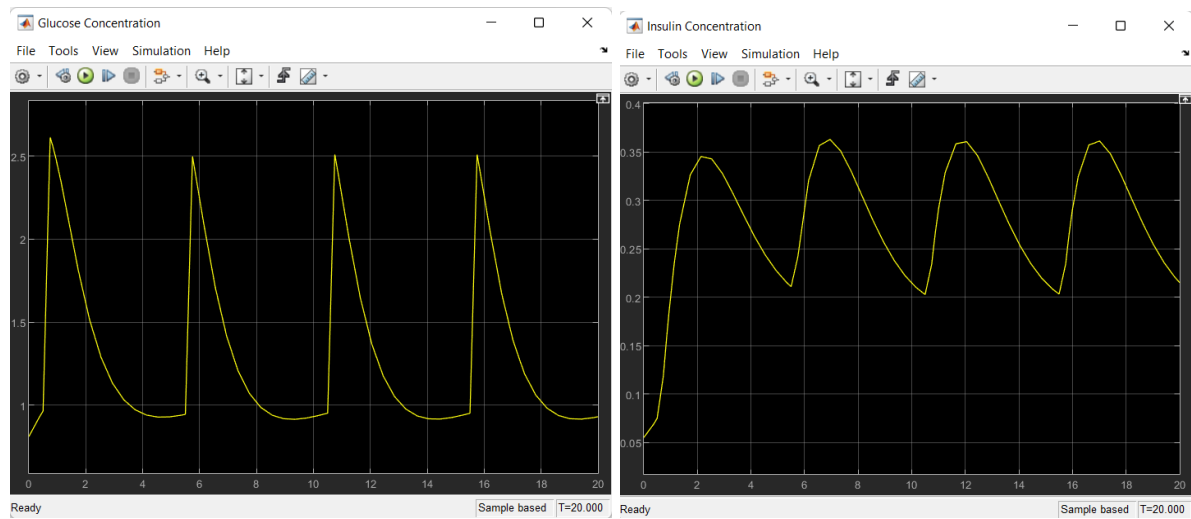 Glucose Concentration
File Tools View Simulation Help
2.5
2
1.5
1
0 2 4 6 8 10 12 14 16 18 20
Ready Sample based T=20.000
Insulin Concentration
File Tools View Simulation Help
0.4
0.35
0.3
0.25
0.2
0.15
0.1
0.05
0 2 4 6 8 10 12 14 16 18 20
Ready Sample based T=20.000